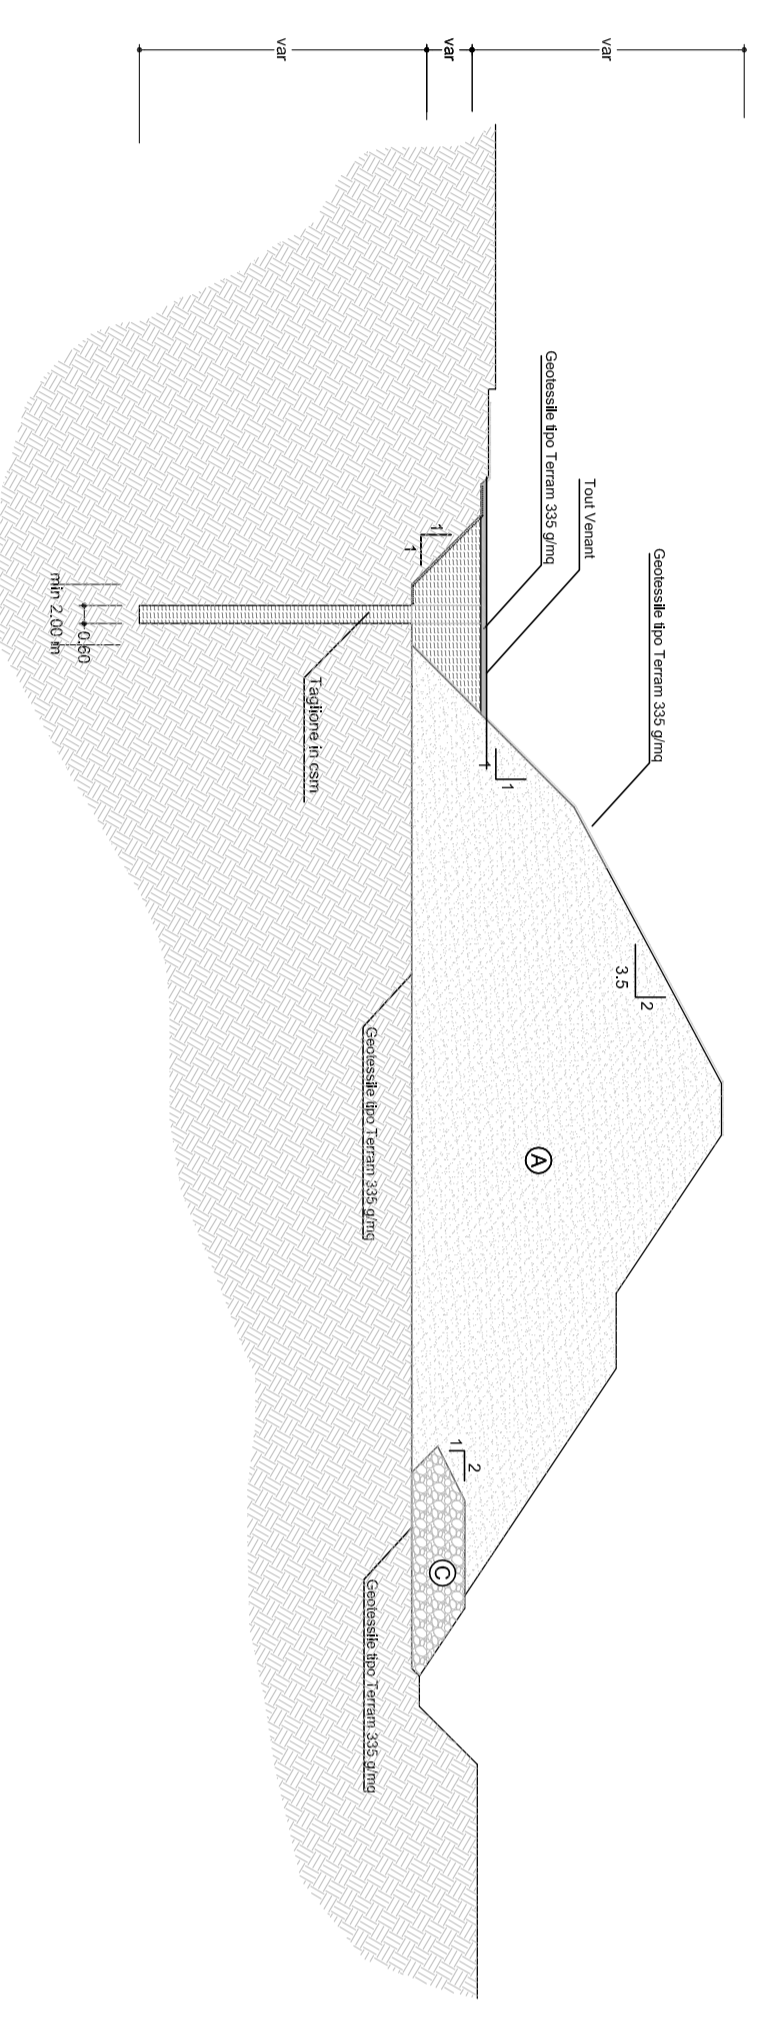 var
var
var
Geotessile tipo Terram 335 g/mq
Tout Venant
Geotessile tipo Terram 335 g/mq
1
1
1
1
3.5
2
A
min 2.00 m
0.60
Taglione in csm
Geotessile tipo Terram 335 g/mq
1
2
C
Geotessile tipo Terram 335 g/mq